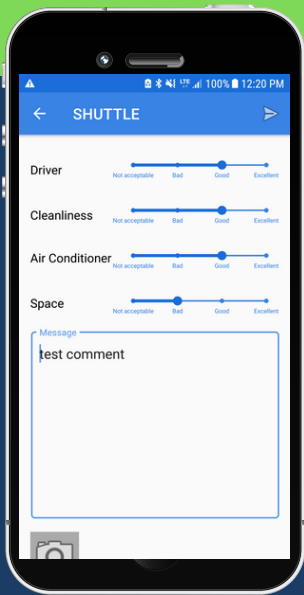 LTE 100% 12:20 PM
SHUTTLE
Driver
Not acceptable Bad Good Excellent
Cleanliness
Not acceptable Bad Good Excellent
Air Conditioner
Not acceptable Bad Good Excellent
Space
Not acceptable Bad Good Excellent
Message
test comment